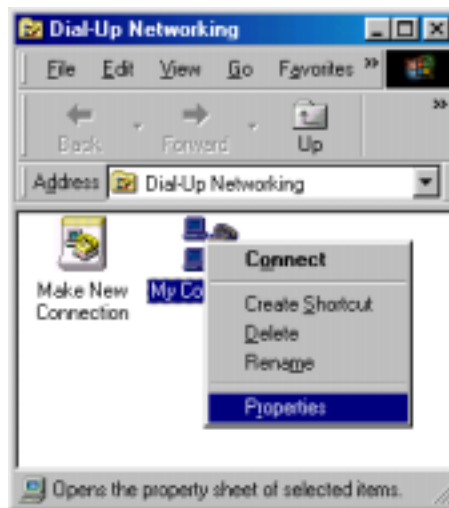 Dial-Up Networking
File Edit View Go Favorites »
Back Forward Up »
Address Dial-Up Networking
Make New
Connection
My Co
Connect
Create Shortcut
Delete
Rename
Properties
Opens the property sheet of selected items.